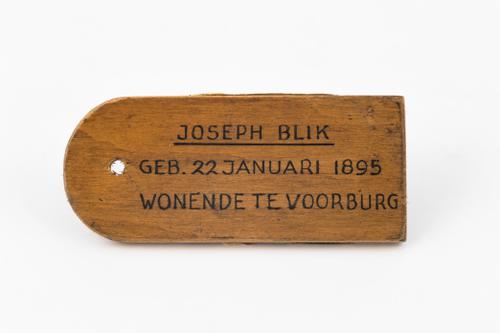 JOSEPH BLIK
GEB. 22 JANUARI 1895
WONENDE TE VOORBURG